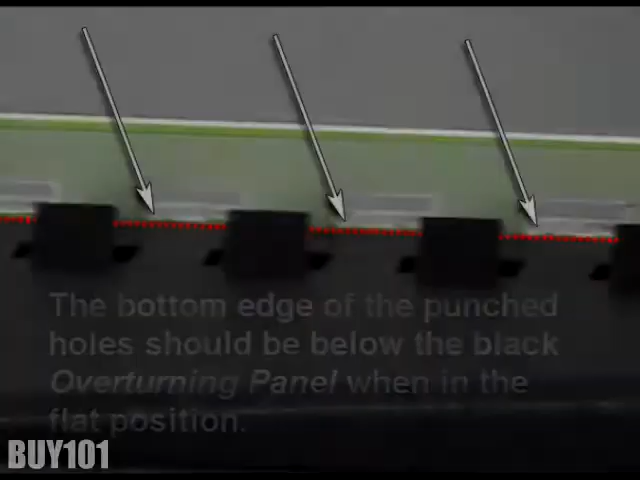 The bottom edge of the punched
holes should be below the black
Overturning Panel when in the
flat position.
BUY101